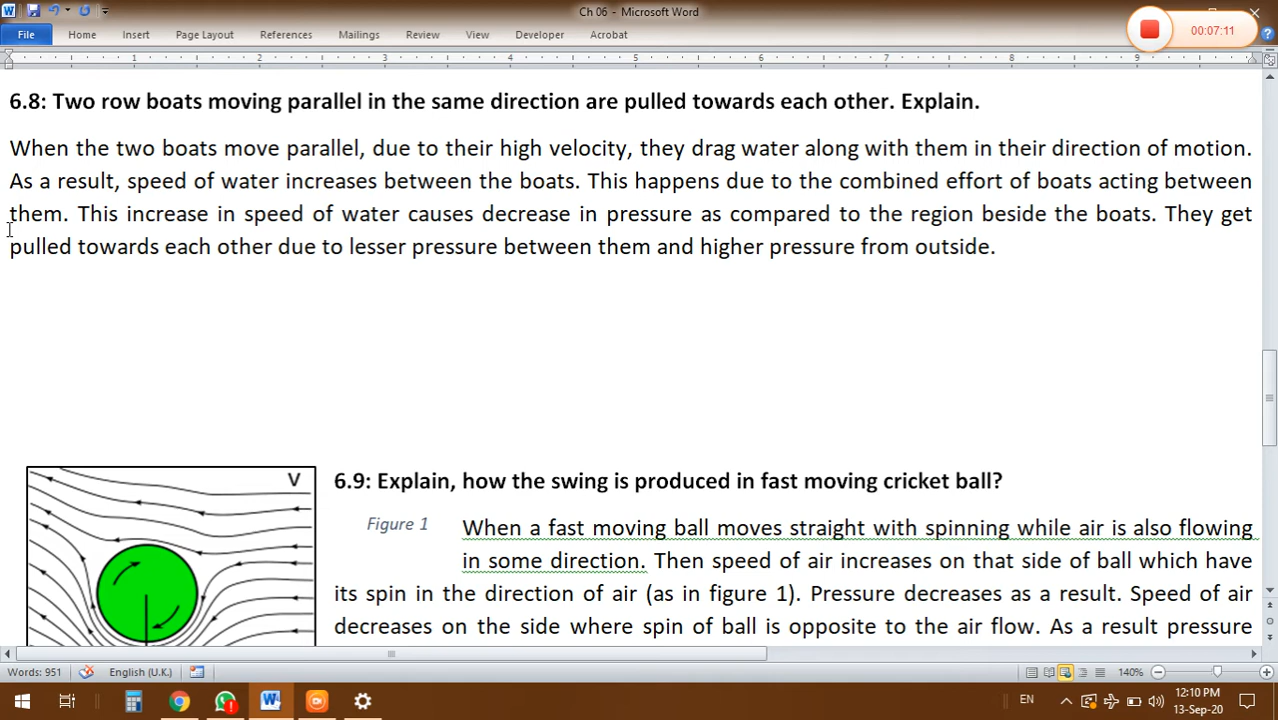 Ch 06 - Microsoft Word
00:07:11
File Home Insert Page Layout References Mailings Review View Developer Acrobat
1 2 3 4 5 6 7 8 9
6.8: Two row boats moving parallel in the same direction are pulled towards each other. Explain.
When the two boats move parallel, due to their high velocity, they drag water along with them in their direction of motion.
As a result, speed of water increases between the boats. This happens due to the combined effort of boats acting between
them. This increase in speed of water causes decrease in pressure as compared to the region beside the boats. They get
pulled towards each other due to lesser pressure between them and higher pressure from outside.
V
6.9: Explain, how the swing is produced in fast moving cricket ball?
Figure 1
When a fast moving ball moves straight with spinning while air is also flowing
in some direction. Then speed of air increases on that side of ball which have
its spin in the direction of air (as in figure 1). Pressure decreases as a result. Speed of air
decreases on the side where spin of ball is opposite to the air flow. As a result pressure
Words: 951 English (U.K.) 140%
EN 12:10 PM
13-Sep-20